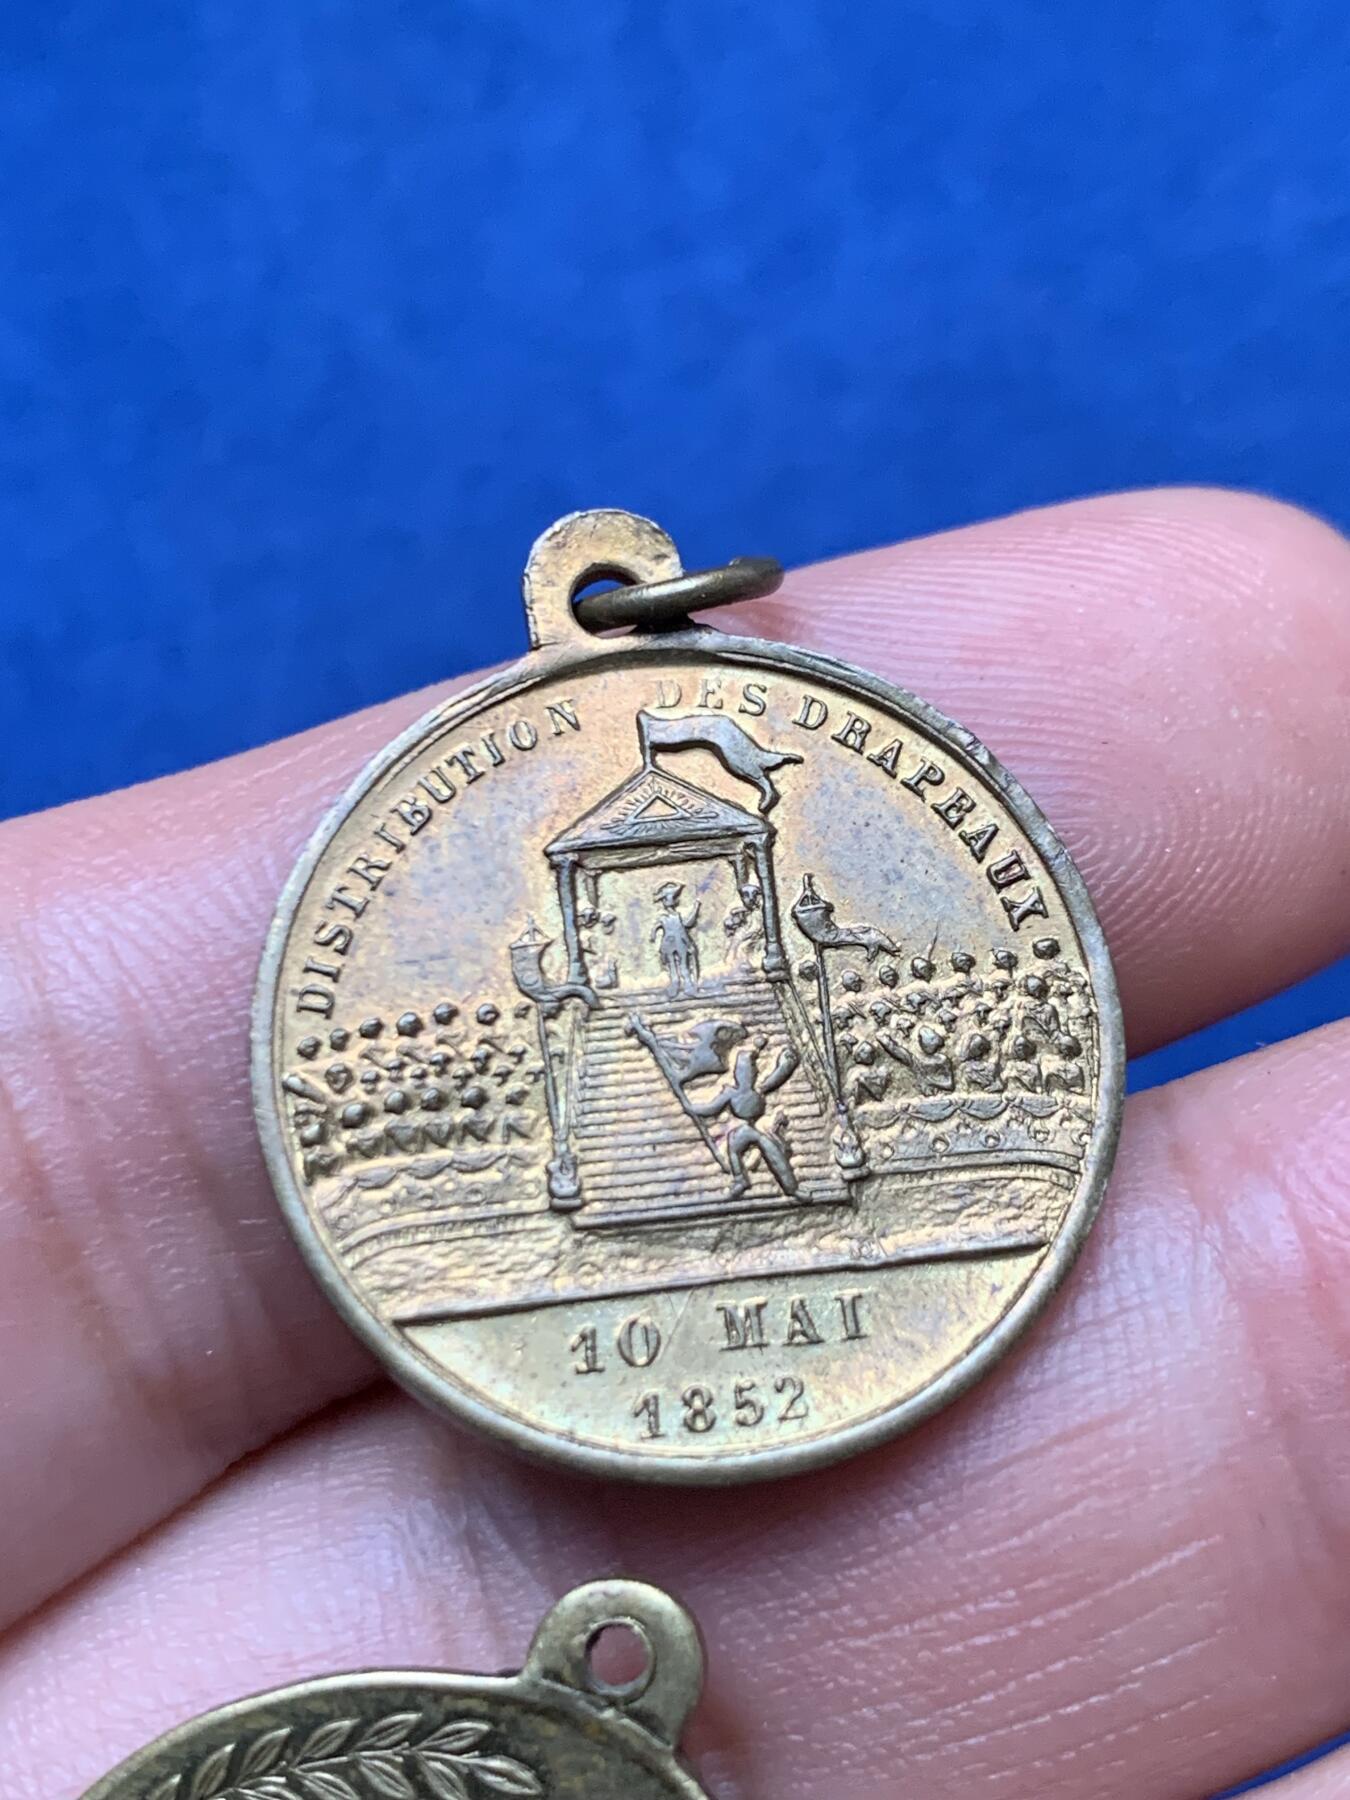 DISTRIBUTION DES DRAPEAUX.
10 MAI
1852